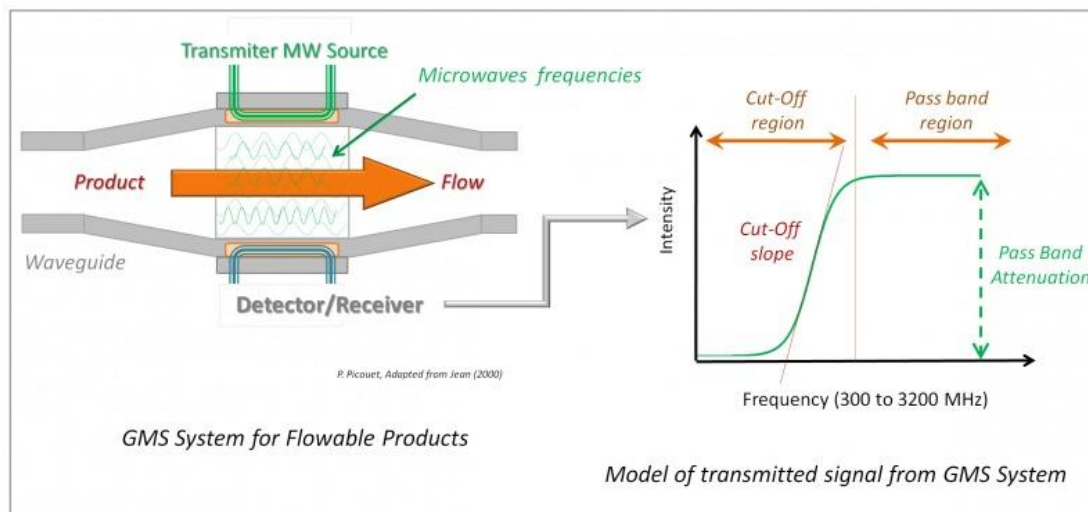 Transmiter MW Source
Microwaves frequencies
Product
Flow
Waveguide
Detector/Receiver
P. Picouet, Adapted from Jean (2000)
GMS System for Flowable Products
Cut-Off
region
Pass band
region
Intensity
Cut-Off
slope
Pass Band
Attenuation
Frequency (300 to 3200 MHz)
Model of transmitted signal from GMS System